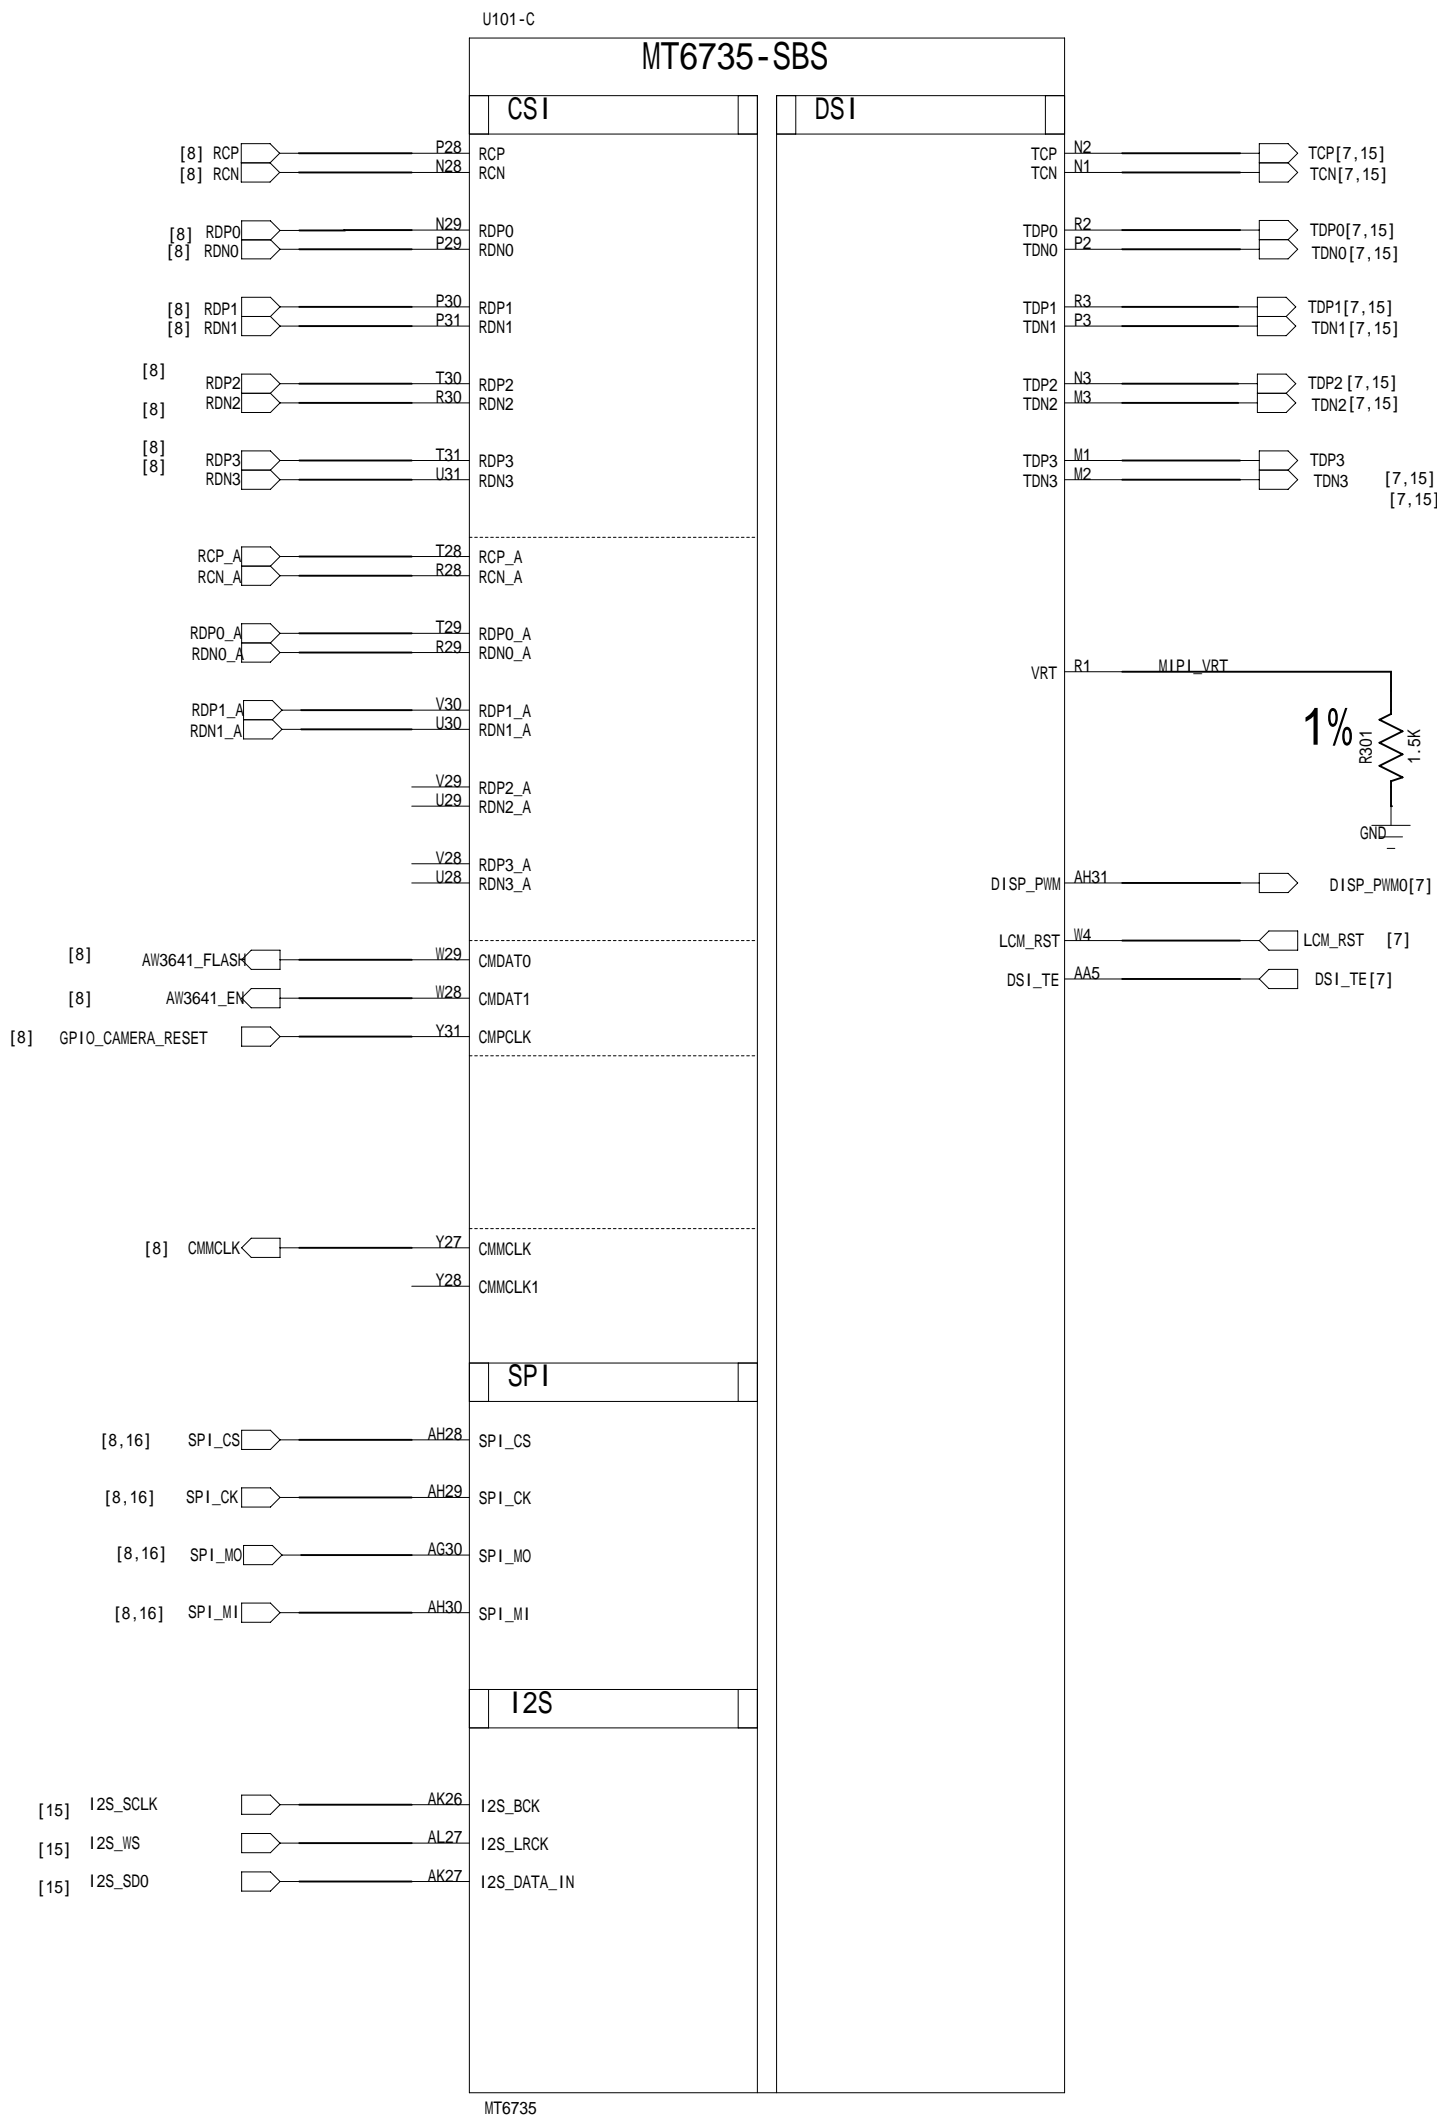 U101-C
MT6735-SBS
CSI DSI
[8] RCP P28 RCP TCP N2 TCP[7,15]
[8] RCN N28 RCN TCN N1 TCN[7,15]
[8] RDP0 N29 RDP0 TDP0 R2 TDP0[7,15]
[8] RDN0 P29 RDN0 TDN0 P2 TDN0[7,15]
[8] RDP1 P30 RDP1 TDP1 R3 TDP1[7,15]
[8] RDN1 P31 RDN1 TDN1 P3 TDN1[7,15]
[8] RDP2 T30 RDP2 TDP2 N3 TDP2[7,15]
[8] RDN2 R30 RDN2 TDN2 M3 TDN2[7,15]
[8] RDP3 T31 RDP3 TDP3 M1 TDP3 [7,15]
[8] RDN3 U31 RDN3 TDN3 M2 TDN3 [7,15]
RCP_A T28 RCP_A
RCN_A R28 RCN_A
RDP0_A T29 RDP0_A
RDN0_A R29 RDN0_A
VRT R1 MIPI_VRT
RDP1_A V30 RDP1_A
RDN1_A U30 RDN1_A
1% R301 1.5K
V29 RDP2_A
U29 RDN2_A
GND
V28 RDP3_A
U28 RDN3_A DISP_PWM AH31 DISP_PWM0[7]
LCM_RST W4 LCM_RST [7]
[8] AW3641_FLASH W29 CMDAT0
DSI_TE AA5 DSI_TE[7]
[8] AW3641_EN W28 CMDAT1
[8] GPIO_CAMERA_RESET Y31 CMPCLK
[8] CMMCLK Y27 CMMCLK
Y28 CMMCLK1
SPI
[8,16] SPI_CS AH28 SPI_CS
[8,16] SPI_CK AH29 SPI_CK
[8,16] SPI_MO AG30 SPI_MO
[8,16] SPI_MI AH30 SPI_MI
I2S
[15] I2S_SCLK AK26 I2S_BCK
[15] I2S_WS AL27 I2S_LRCK
[15] I2S_SDO AK27 I2S_DATA_IN
MT6735